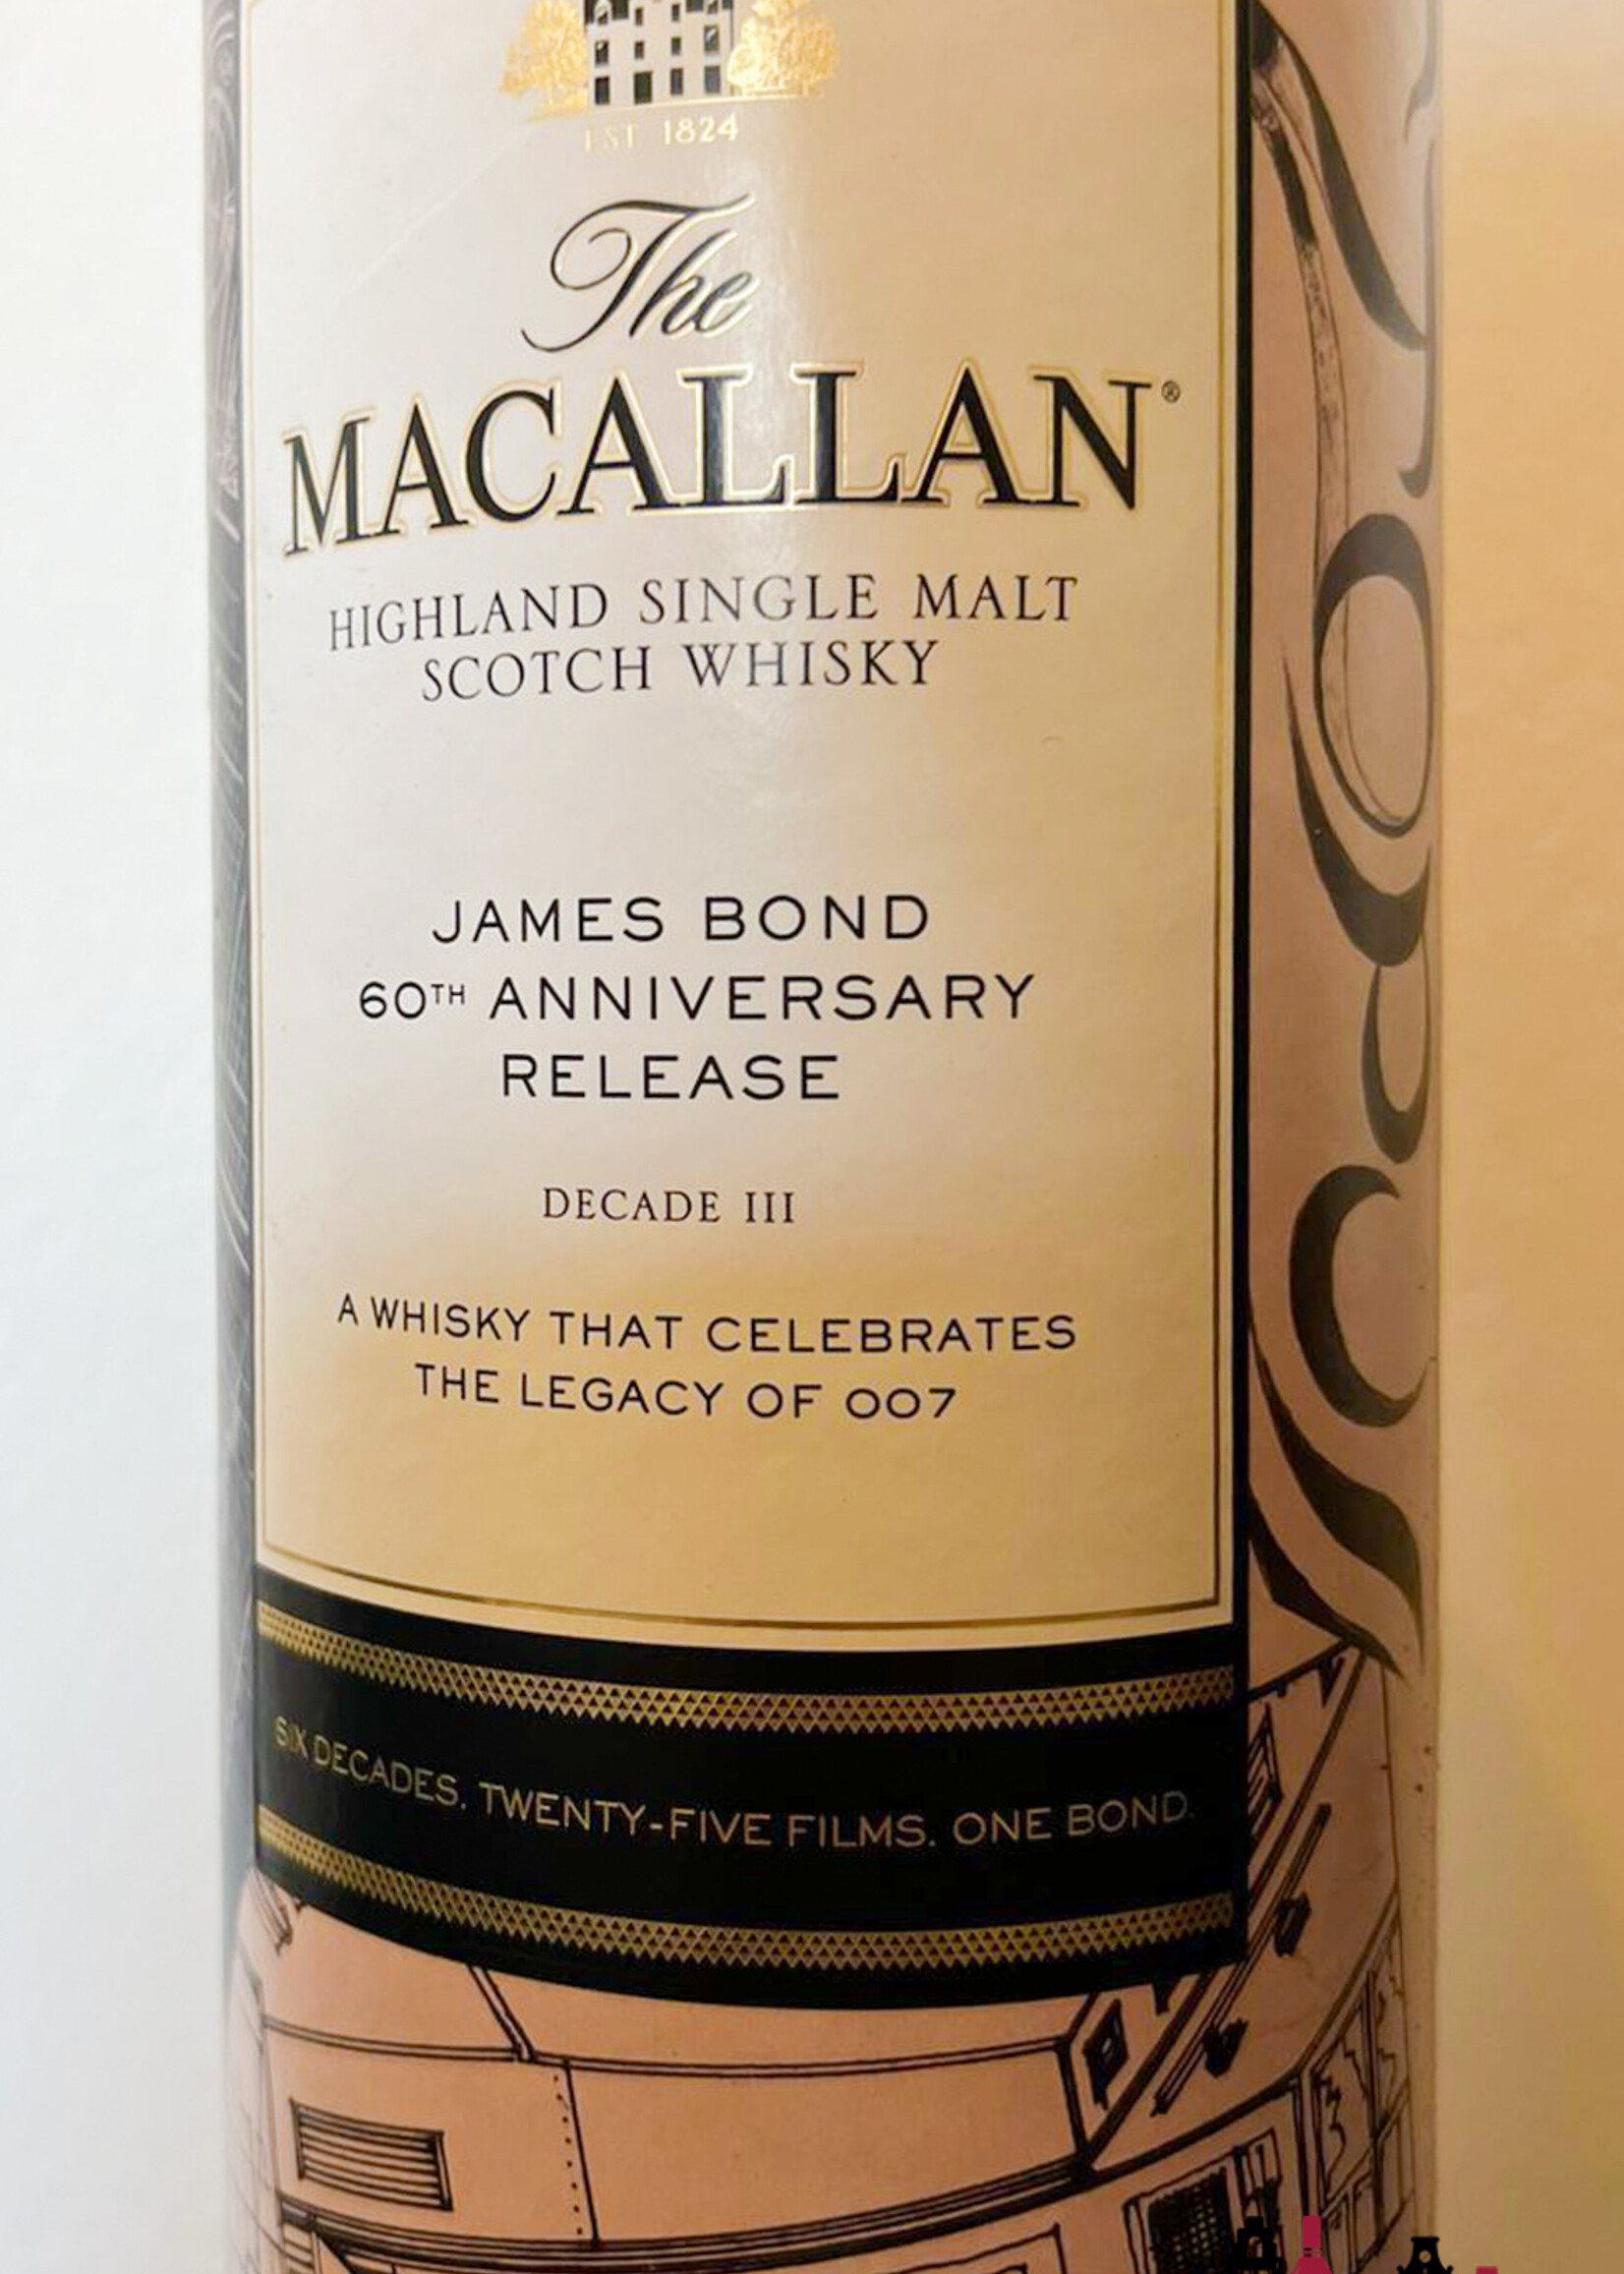 EST 1824
The
MACALLAN®
HIGHLAND SINGLE MALT
SCOTCH WHISKY
JAMES BOND
60TH ANNIVERSARY
RELEASE
DECADE III
A WHISKY THAT CELEBRATES
THE LEGACY OF 007
SIX DECADES. TWENTY-FIVE FILMS. ONE BOND.